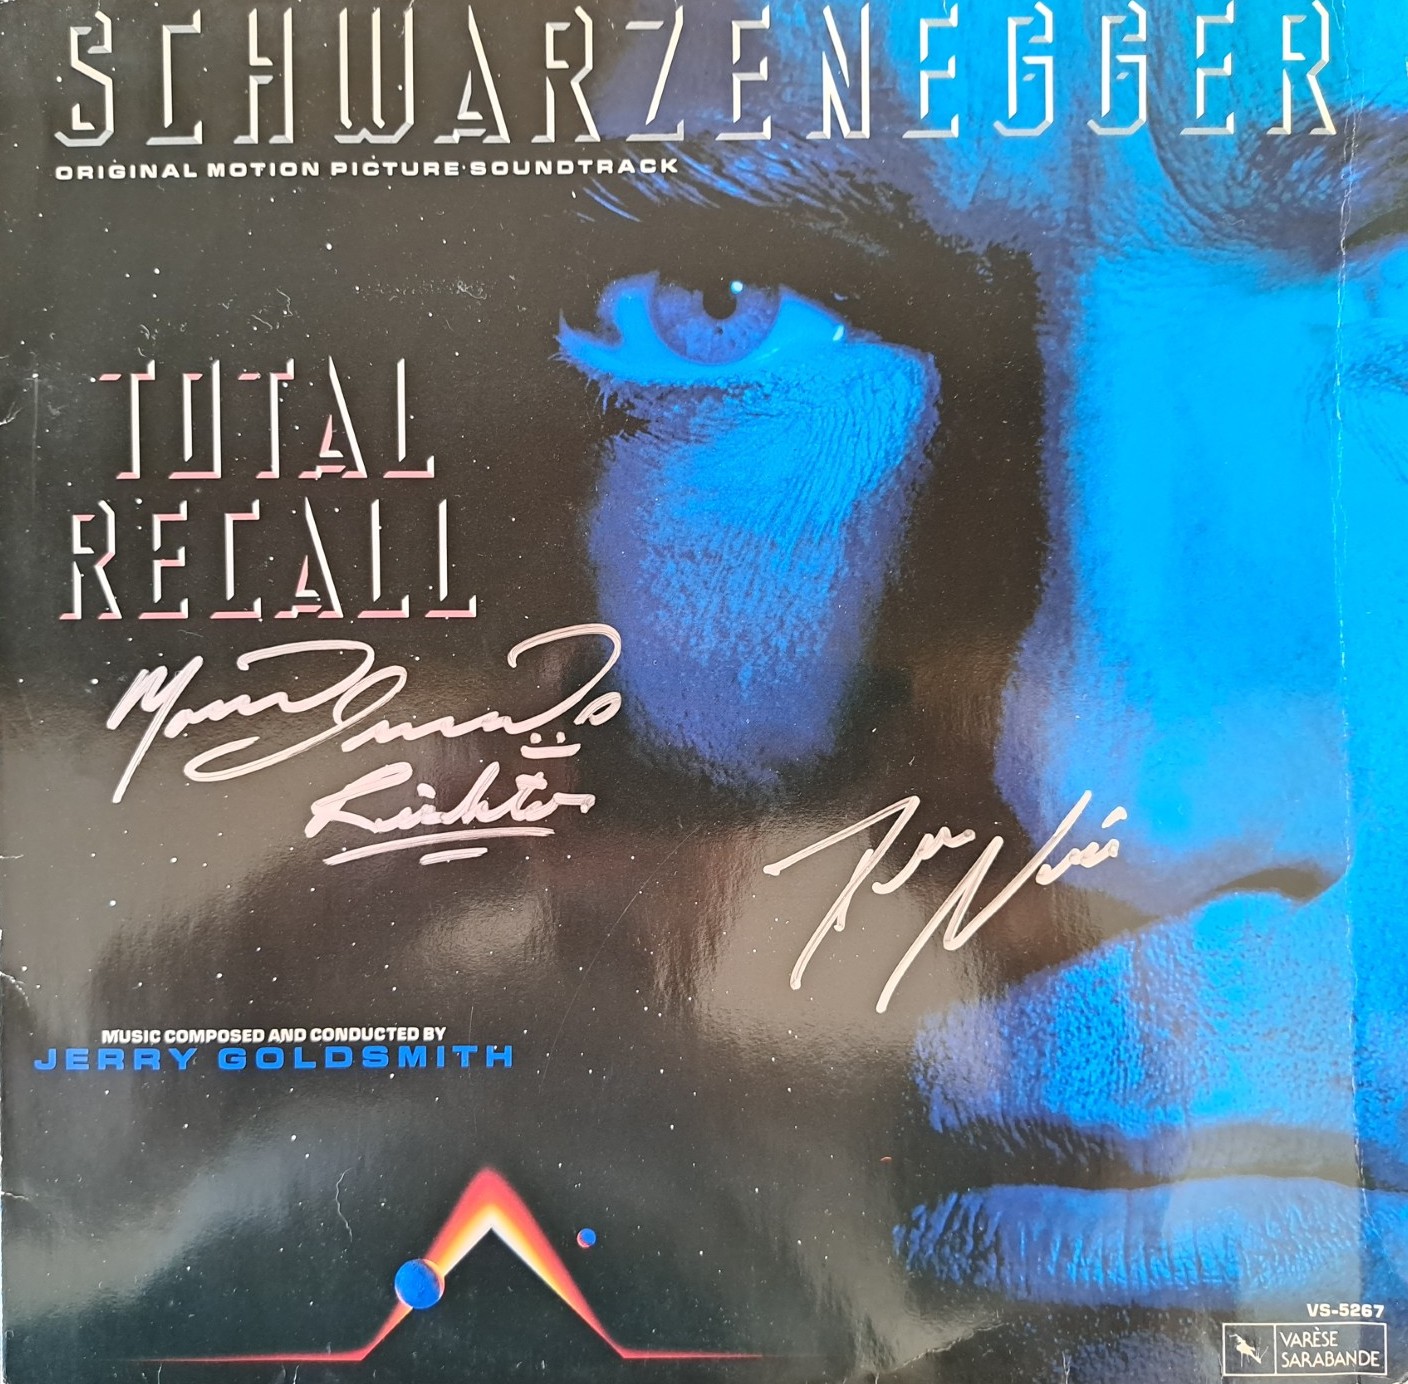 SCHWARZENEGGER
ORIGINAL MOTION PICTURE SOUNDTRACK
TOTAL
RECALL
Richter
MUSIC COMPOSED AND CONDUCTED BY
JERRY GOLDSMITH
VS-5267
VARÈSE
SARABANDE